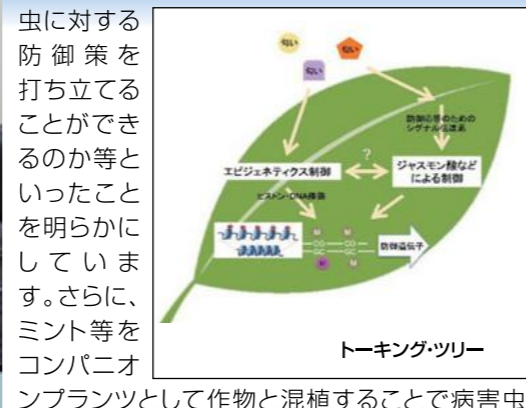 虫に対する
防御策を
打ち立てる
ことができ
るのか等と
いったこと
を明らかに
していま
す。さらに、
ミント等を
コンパニオ
ンプランツとして作物と混植することで病害虫
匂い
匂い
匂い
防御応答のための
シグナル伝達系
エピジェネティクス制御
?
ジャスモン酸など
による制御
ヒストン・DNA修飾
防御遺伝子
トーキング・ツリー